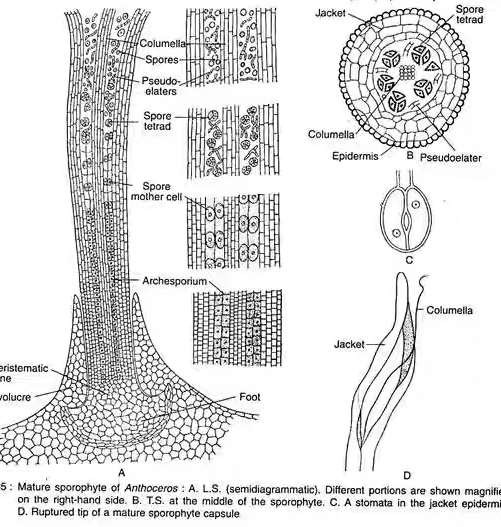 Columella
Spores
Pseudo-
elaters
Spore
tetrad
Spore
mother cell
Archesporium
eristematic
ne
volucre
Foot
A
Jacket
Spore
tetrad
Columella
Epidermis
B
Pseudoelater
C
Columella
Jacket
D
5 : Mature sporophyte of Anthoceros : A. L.S. (semidiagrammatic). Different portions are shown magnifie
on the right-hand side. B. T.S. at the middle of the sporophyte. C. A stomata in the jacket epidermi
D. Ruptured tip of a mature sporophyte capsule